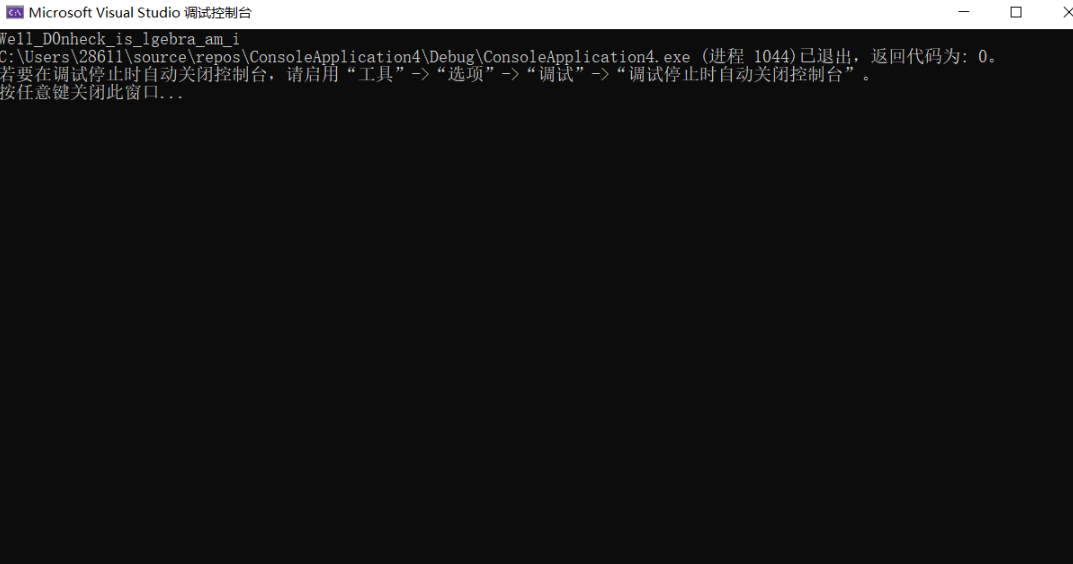 Microsoft Visual Studio 调试控制台
Well_D0nheck_is_lgebra_am_i
C:\Users\28611\source\repos\ConsoleApplication4\Debug\ConsoleApplication4.exe (进程 1044)已退出，返回代码为: 0。
若要在调试停止时自动关闭控制台，请启用“工具”->“选项”->“调试”->“调试停止时自动关闭控制台”。
按任意键关闭此窗口...